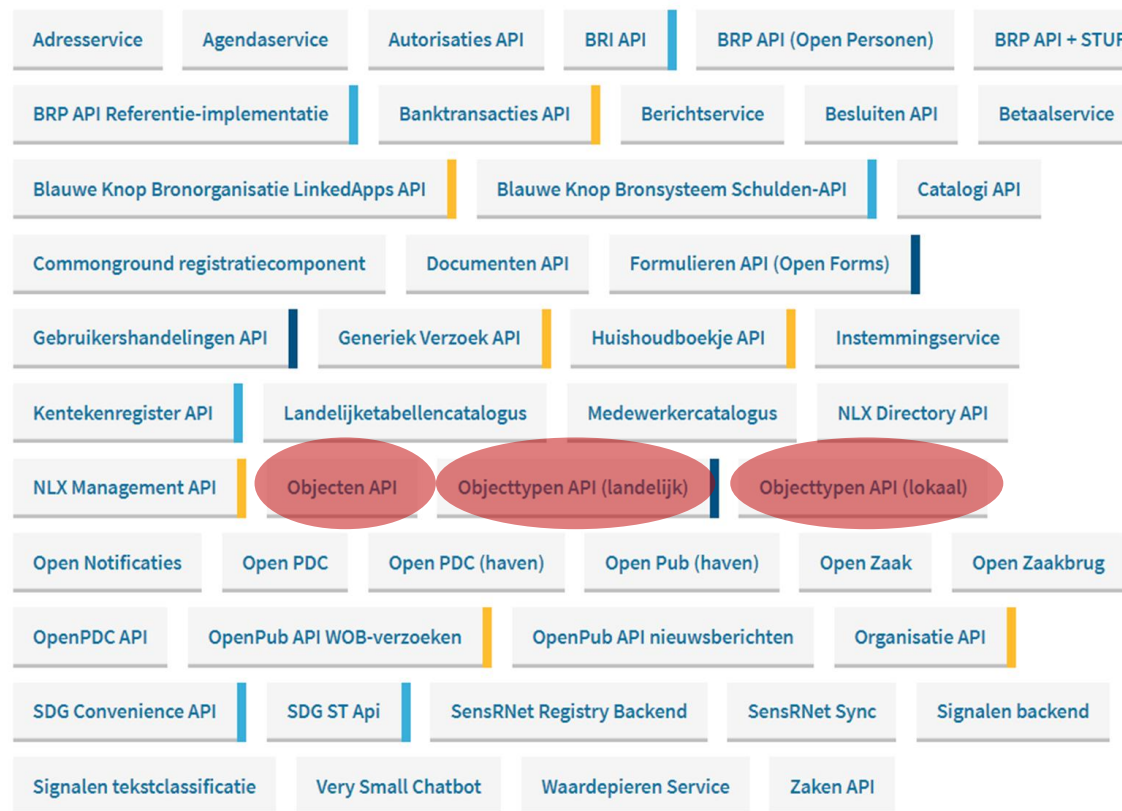 Adresservice Agendaservice Autorisaties API BRI API BRP API (Open Personen) BRP API + STUF
BRP API Referentie-implementatie Banktransacties API Berichtservice Besluiten API Betaalservice
Blauwe Knop Bronorganisatie LinkedApps API Blauwe Knop Bronsysteem Schulden-API Catalogi API
Commonground registratiecomponent Documenten API Formulieren API (Open Forms)
Gebruikershandelingen API Generiek Verzoek API Huishoudboekje API Instemmingservice
Kentekenregister API Landelijketabellencatalogus Medewerkercatalogus NLX Directory API
NLX Management API Objecten API Objecttypen API (landelijk) Objecttypen API (lokaal)
Open Notificaties Open PDC Open PDC (haven) Open Pub (haven) Open Zaak Open Zaakbrug
OpenPDC API OpenPub API WOB-verzoeken OpenPub API nieuwsberichten Organisatie API
SDG Convenience API SDG ST Api SensRNet Registry Backend SensRNet Sync Signalen backend
Signalen tekstclassificatie Very Small Chatbot Waardepieren Service Zaken API